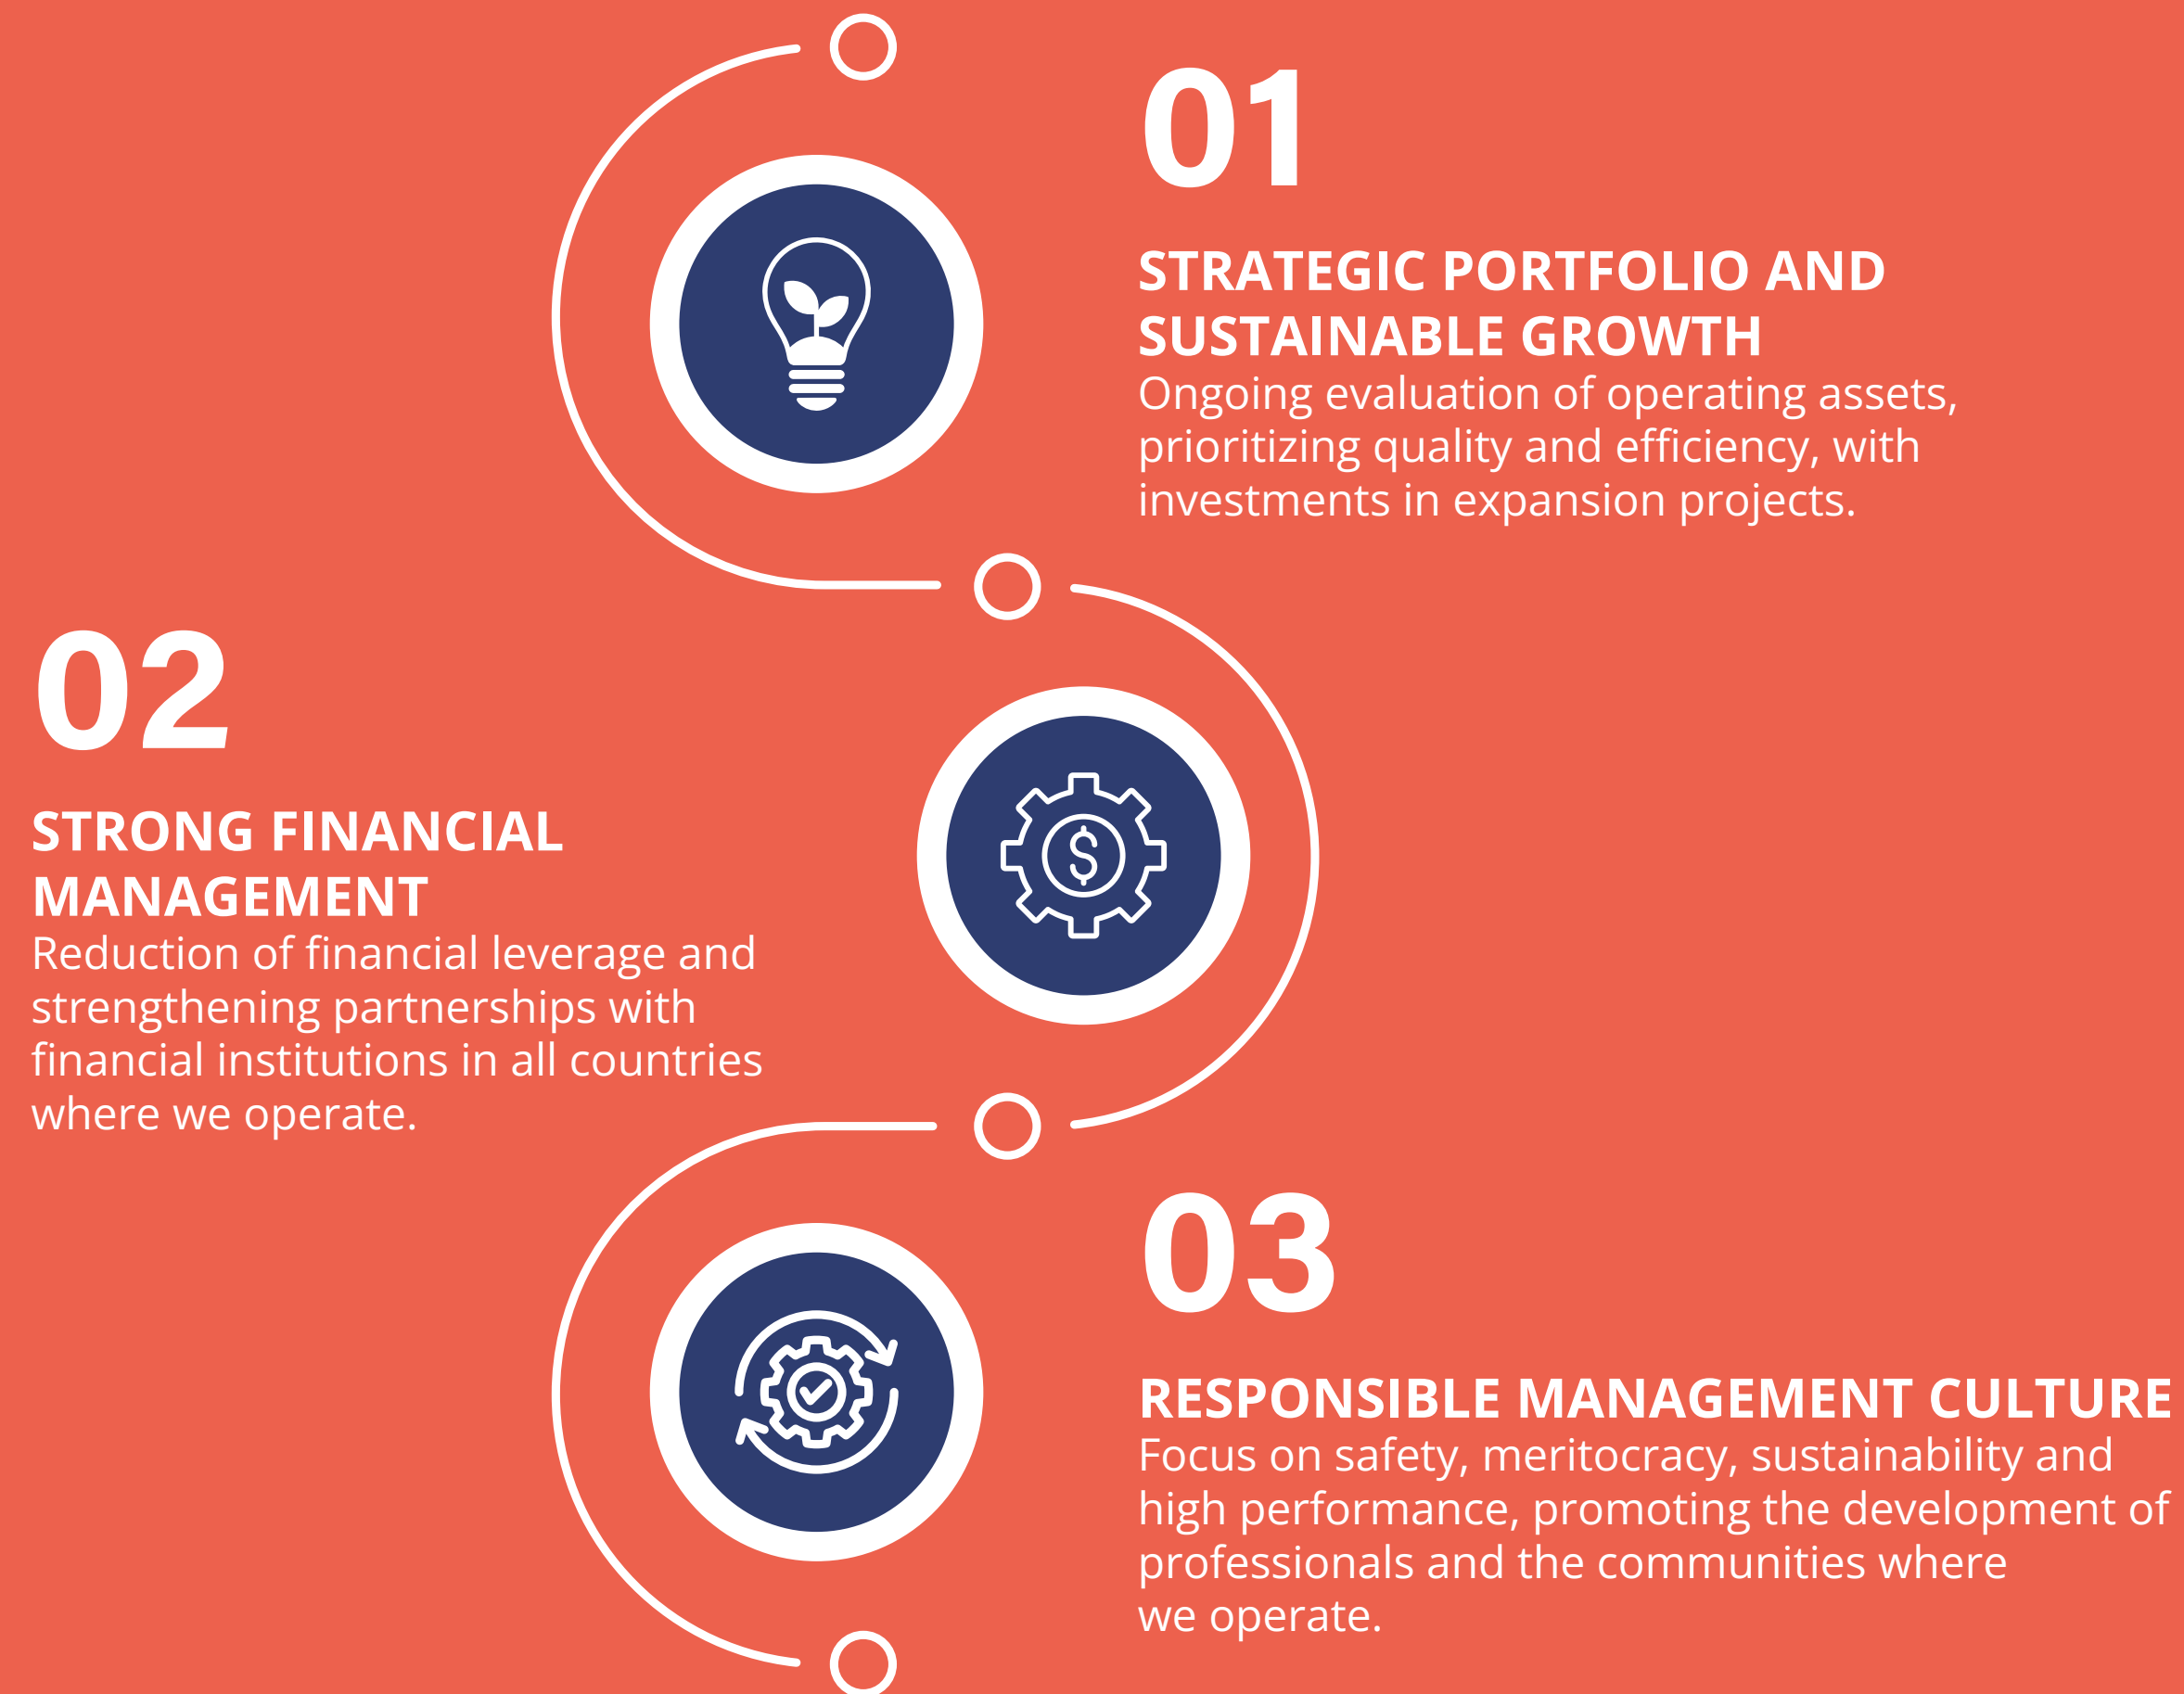 01
STRATEGIC PORTFOLIO AND
SUSTAINABLE GROWTH
Ongoing evaluation of operating assets,
prioritizing quality and efficiency, with
investments in expansion projects.
02
STRONG FINANCIAL
MANAGEMENT
Reduction of financial leverage and
strengthening partnerships with
financial institutions in all countries
where we operate.
03
RESPONSIBLE MANAGEMENT CULTURE
Focus on safety, meritocracy, sustainability and
high performance, promoting the development of
professionals and the communities where
we operate.